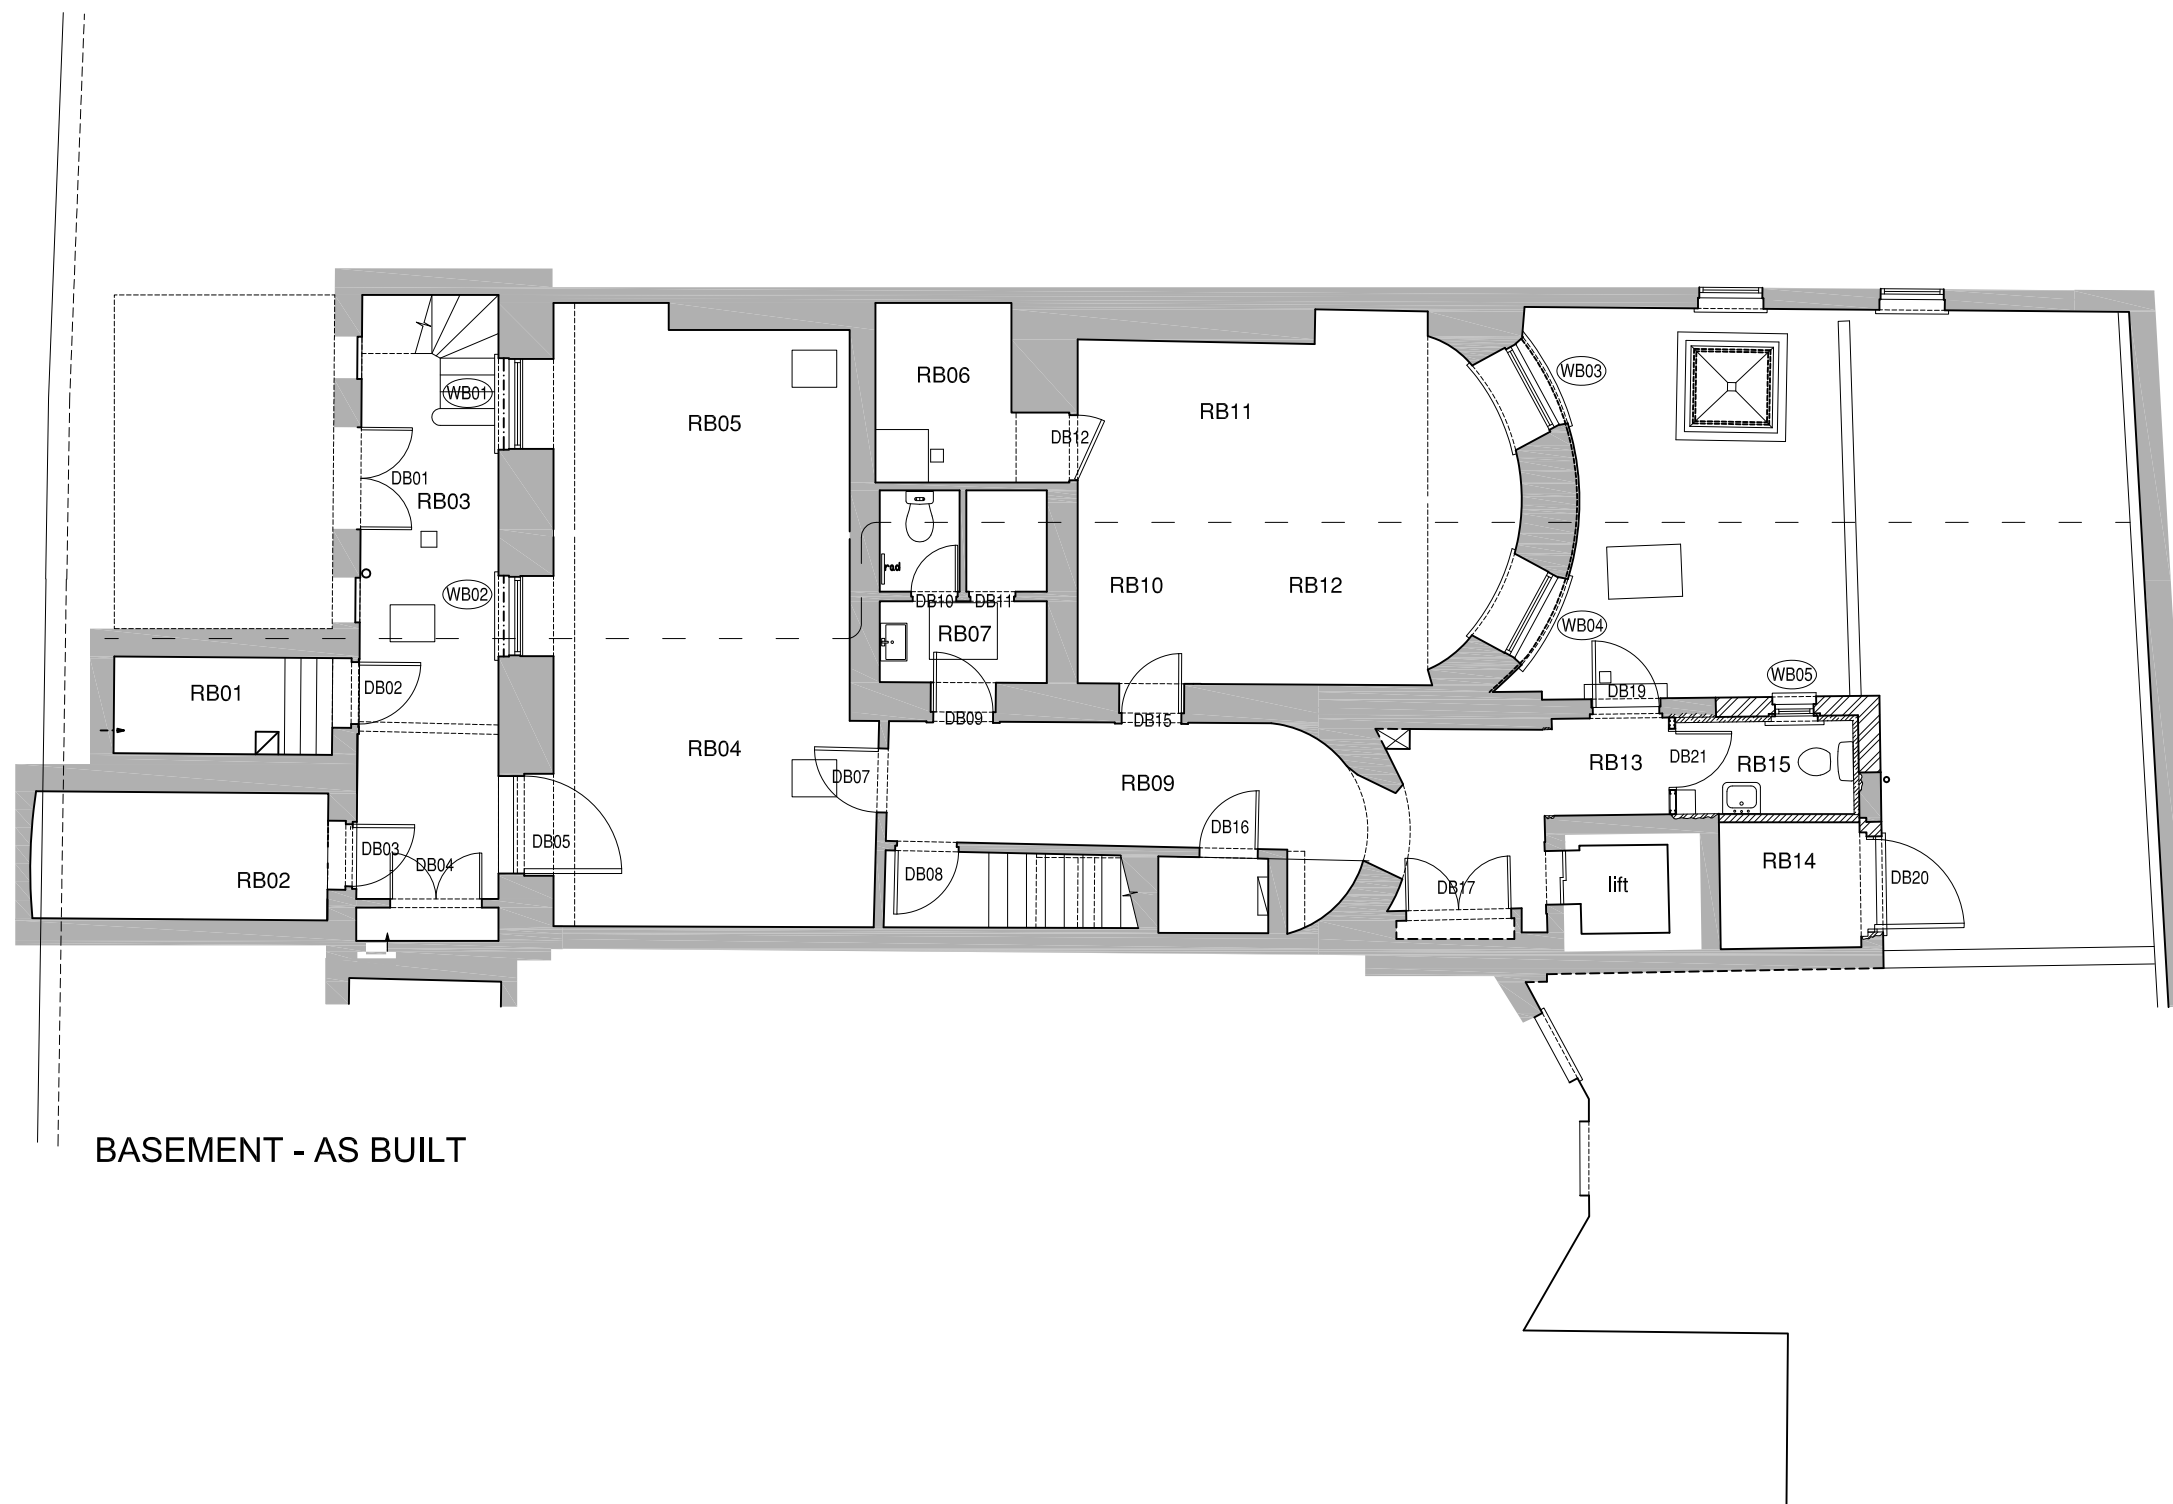 WB03
RB06
WB01
RB11
RB05
DB12
DB01
RB03
rad
RB10
RB12
WB02
DB10
DB11
WB04
RB07
WB05
RB01
DB02
DB19
DB09
DB15
RB04
DB21
RB13
RB15
DB07
RB09
DB16
DB05
DB03
DB04
RB14
DB08
RB02
lift
DB17
DB20
BASEMENT - AS BUILT